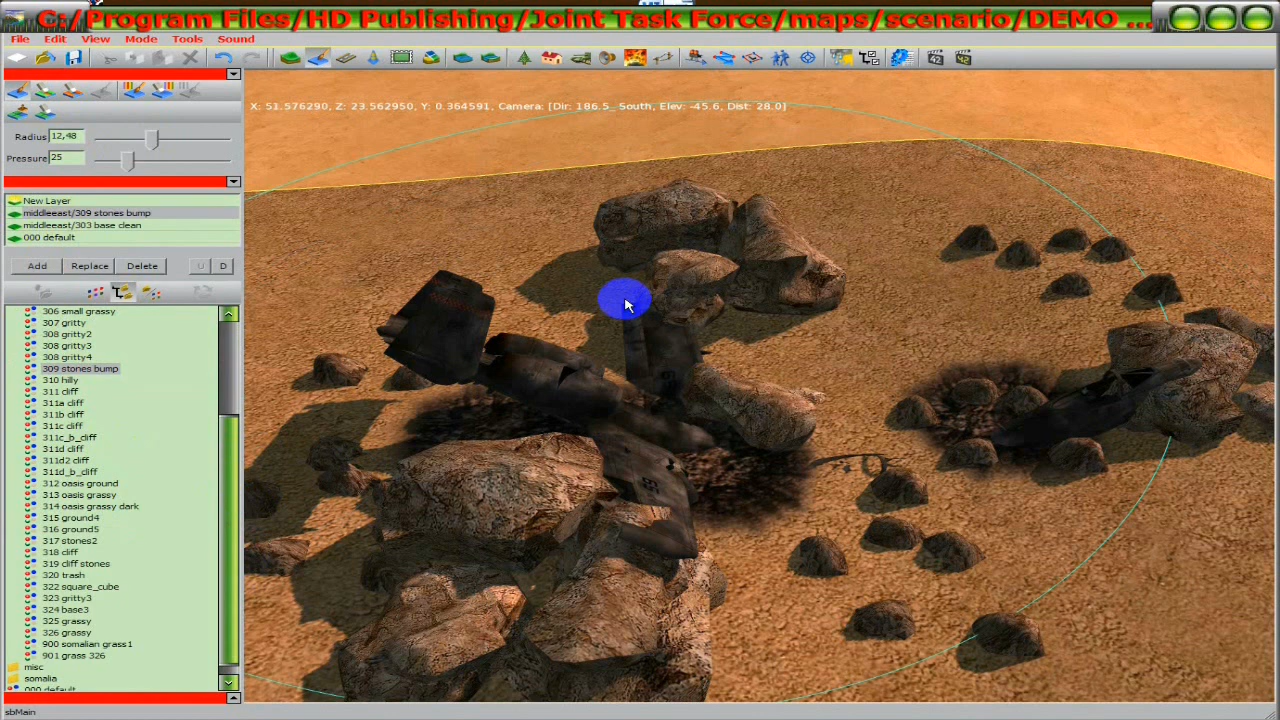 C:/Program Files/HD Publishing/Joint Task Force/maps/scenario/DEMO ...
File Edit View Mode Tools Sound
42 42
X: 51.576290, Z: 23.562950, Y: 0.364591, Camera: [Dir: 186.5_ South, Elev: -45.6, Dist: 28.0]
Radius 12,48
Pressure 25
New Layer
middleeast/309 stones bump
middleeast/303 base clean
000 default
Add Replace Delete U D
306 small grassy
307 gritty
308 gritty2
308 gritty3
308 gritty4
309 stones bump
310 hilly
311 cliff
311a cliff
311b cliff
311c cliff
311c_b_cliff
311d cliff
311d2 cliff
311d_b_cliff
312 oasis ground
313 oasis grassy
314 oasis grassy dark
315 ground4
316 ground5
317 stones2
318 cliff
319 cliff stones
320 trash
322 square_cube
323 gritty3
324 base3
325 grassy
326 grassy
900 somalian grass1
901 grass 326
misc
somalia
000 default
sbMain